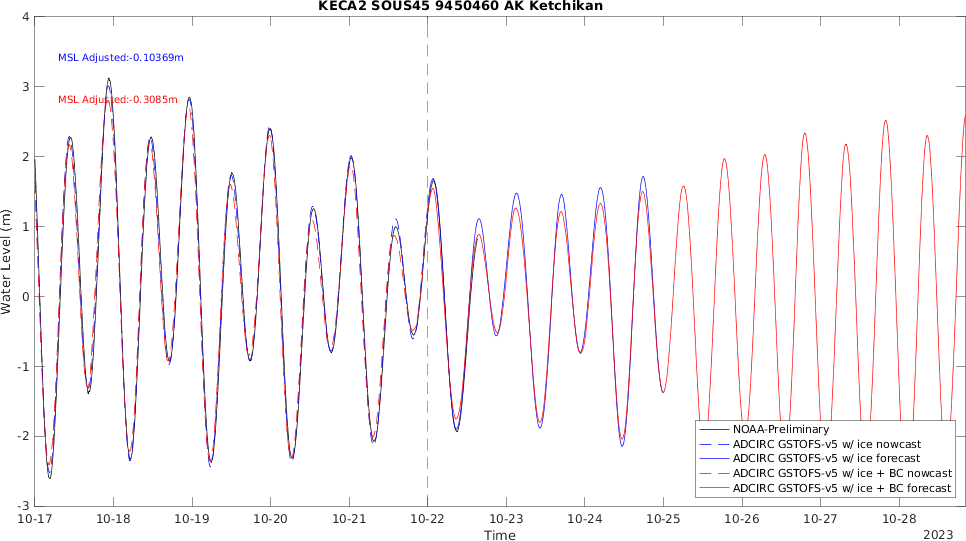 KECA2 SOUS45 9450460 AK Ketchikan
4
MSL Adjusted:-0.10369m
3
MSL Adjusted:-0.3085m
2
1
Water Level (m)
0
-1
-2
NOAA-Preliminary
ADCIRC GSTOFS-v5 w/ ice nowcast
ADCIRC GSTOFS-v5 w/ ice forecast
ADCIRC GSTOFS-v5 w/ ice + BC nowcast
ADCIRC GSTOFS-v5 w/ ice + BC forecast
-3
10-17 10-18 10-19 10-20 10-21 10-22 10-23 10-24 10-25 10-26 10-27 10-28
Time
2023